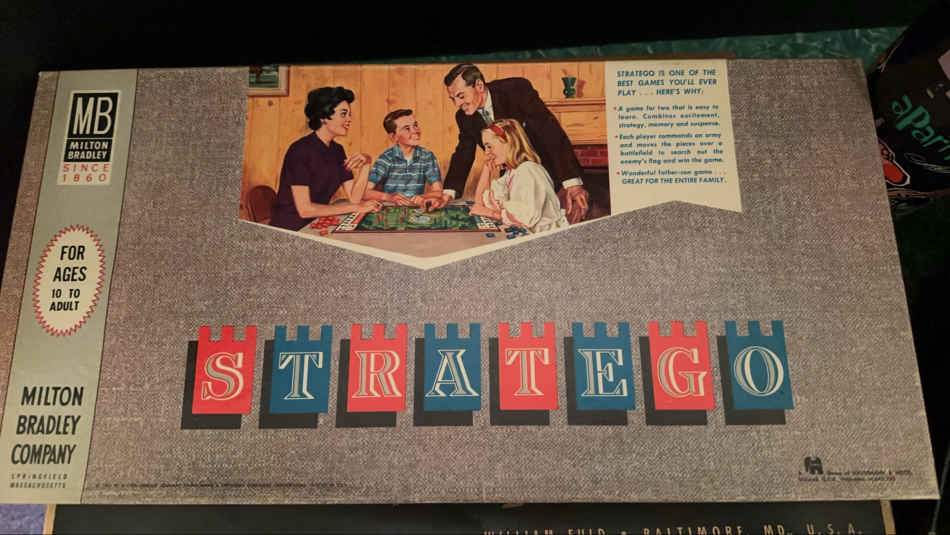 MB
MILTON
BRADLEY
SINCE
1860
FOR
AGES
10 TO
ADULT
MILTON
BRADLEY
COMPANY
SPRINGFIELD
MASSACHUSETTS
STRATEGO IS ONE OF THE
BEST GAMES YOU'LL EVER
PLAY . . . HERE'S WHY:
• A game for two that is easy to
learn. Combines excitement,
strategy, memory and suspense.
• Each player commands an army
and moves the pieces over a
battlefield to search out the
enemy's flag and win the game.
• Wonderful father-son game . . .
GREAT FOR THE ENTIRE FAMILY.
STRATEGO
BALTIMORE, MD., U.S.A.